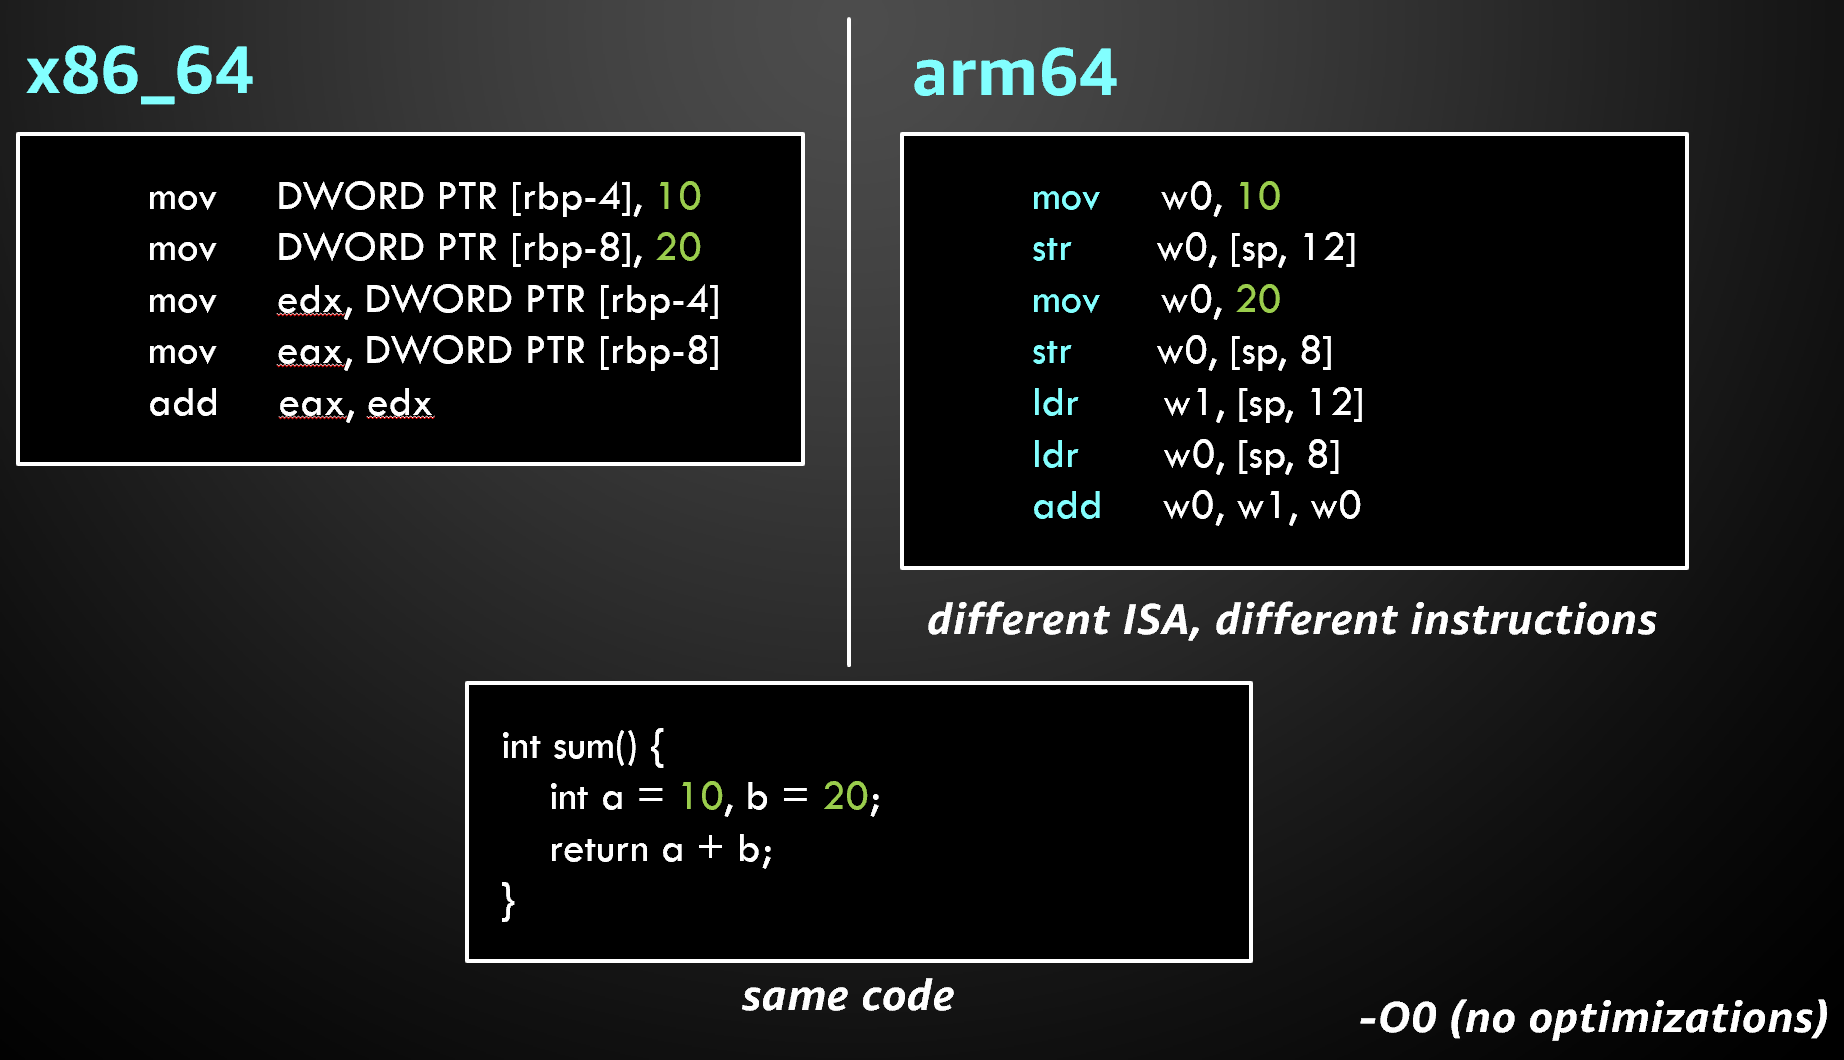 x86_64
mov DWORD PTR [rbp-4], 10
mov DWORD PTR [rbp-8], 20
mov edx, DWORD PTR [rbp-4]
mov eax, DWORD PTR [rbp-8]
add eax, edx
arm64
mov w0, 10
str w0, [sp, 12]
mov w0, 20
str w0, [sp, 8]
ldr w1, [sp, 12]
ldr w0, [sp, 8]
add w0, w1, w0
different ISA, different instructions
int sum() {
int a = 10, b = 20;
return a + b;
}
same code
-O0 (no optimizations)